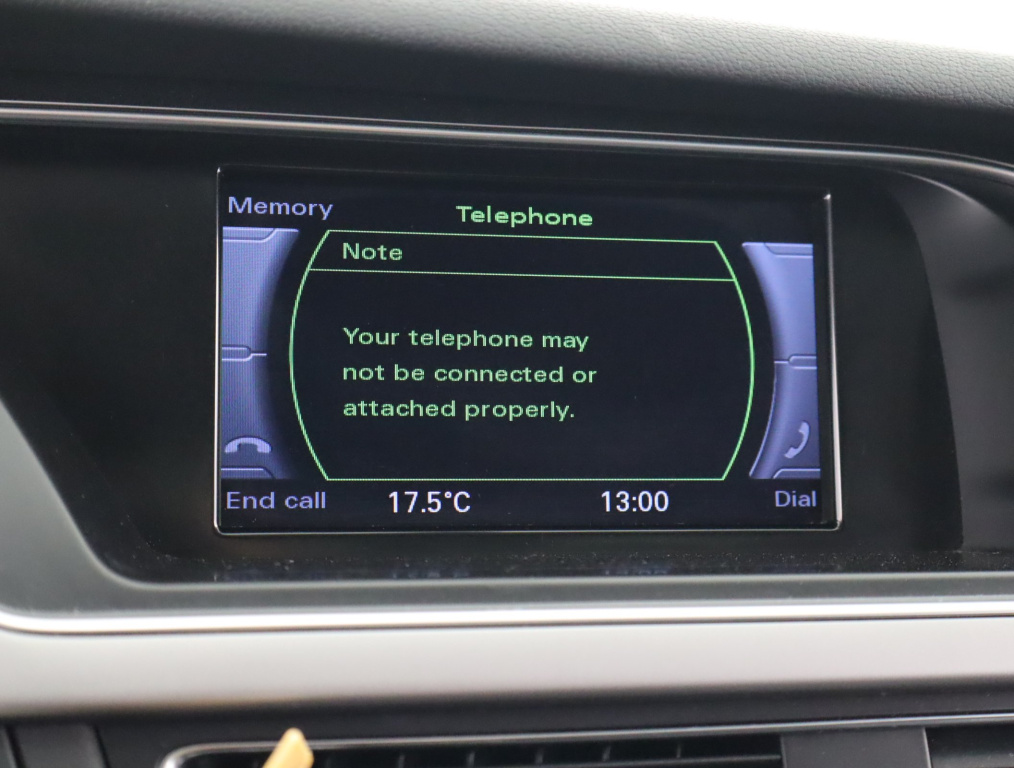 Memory
Telephone
Note
Your telephone may
not be connected or
attached properly.
End call
17.5°C
13:00
Dial